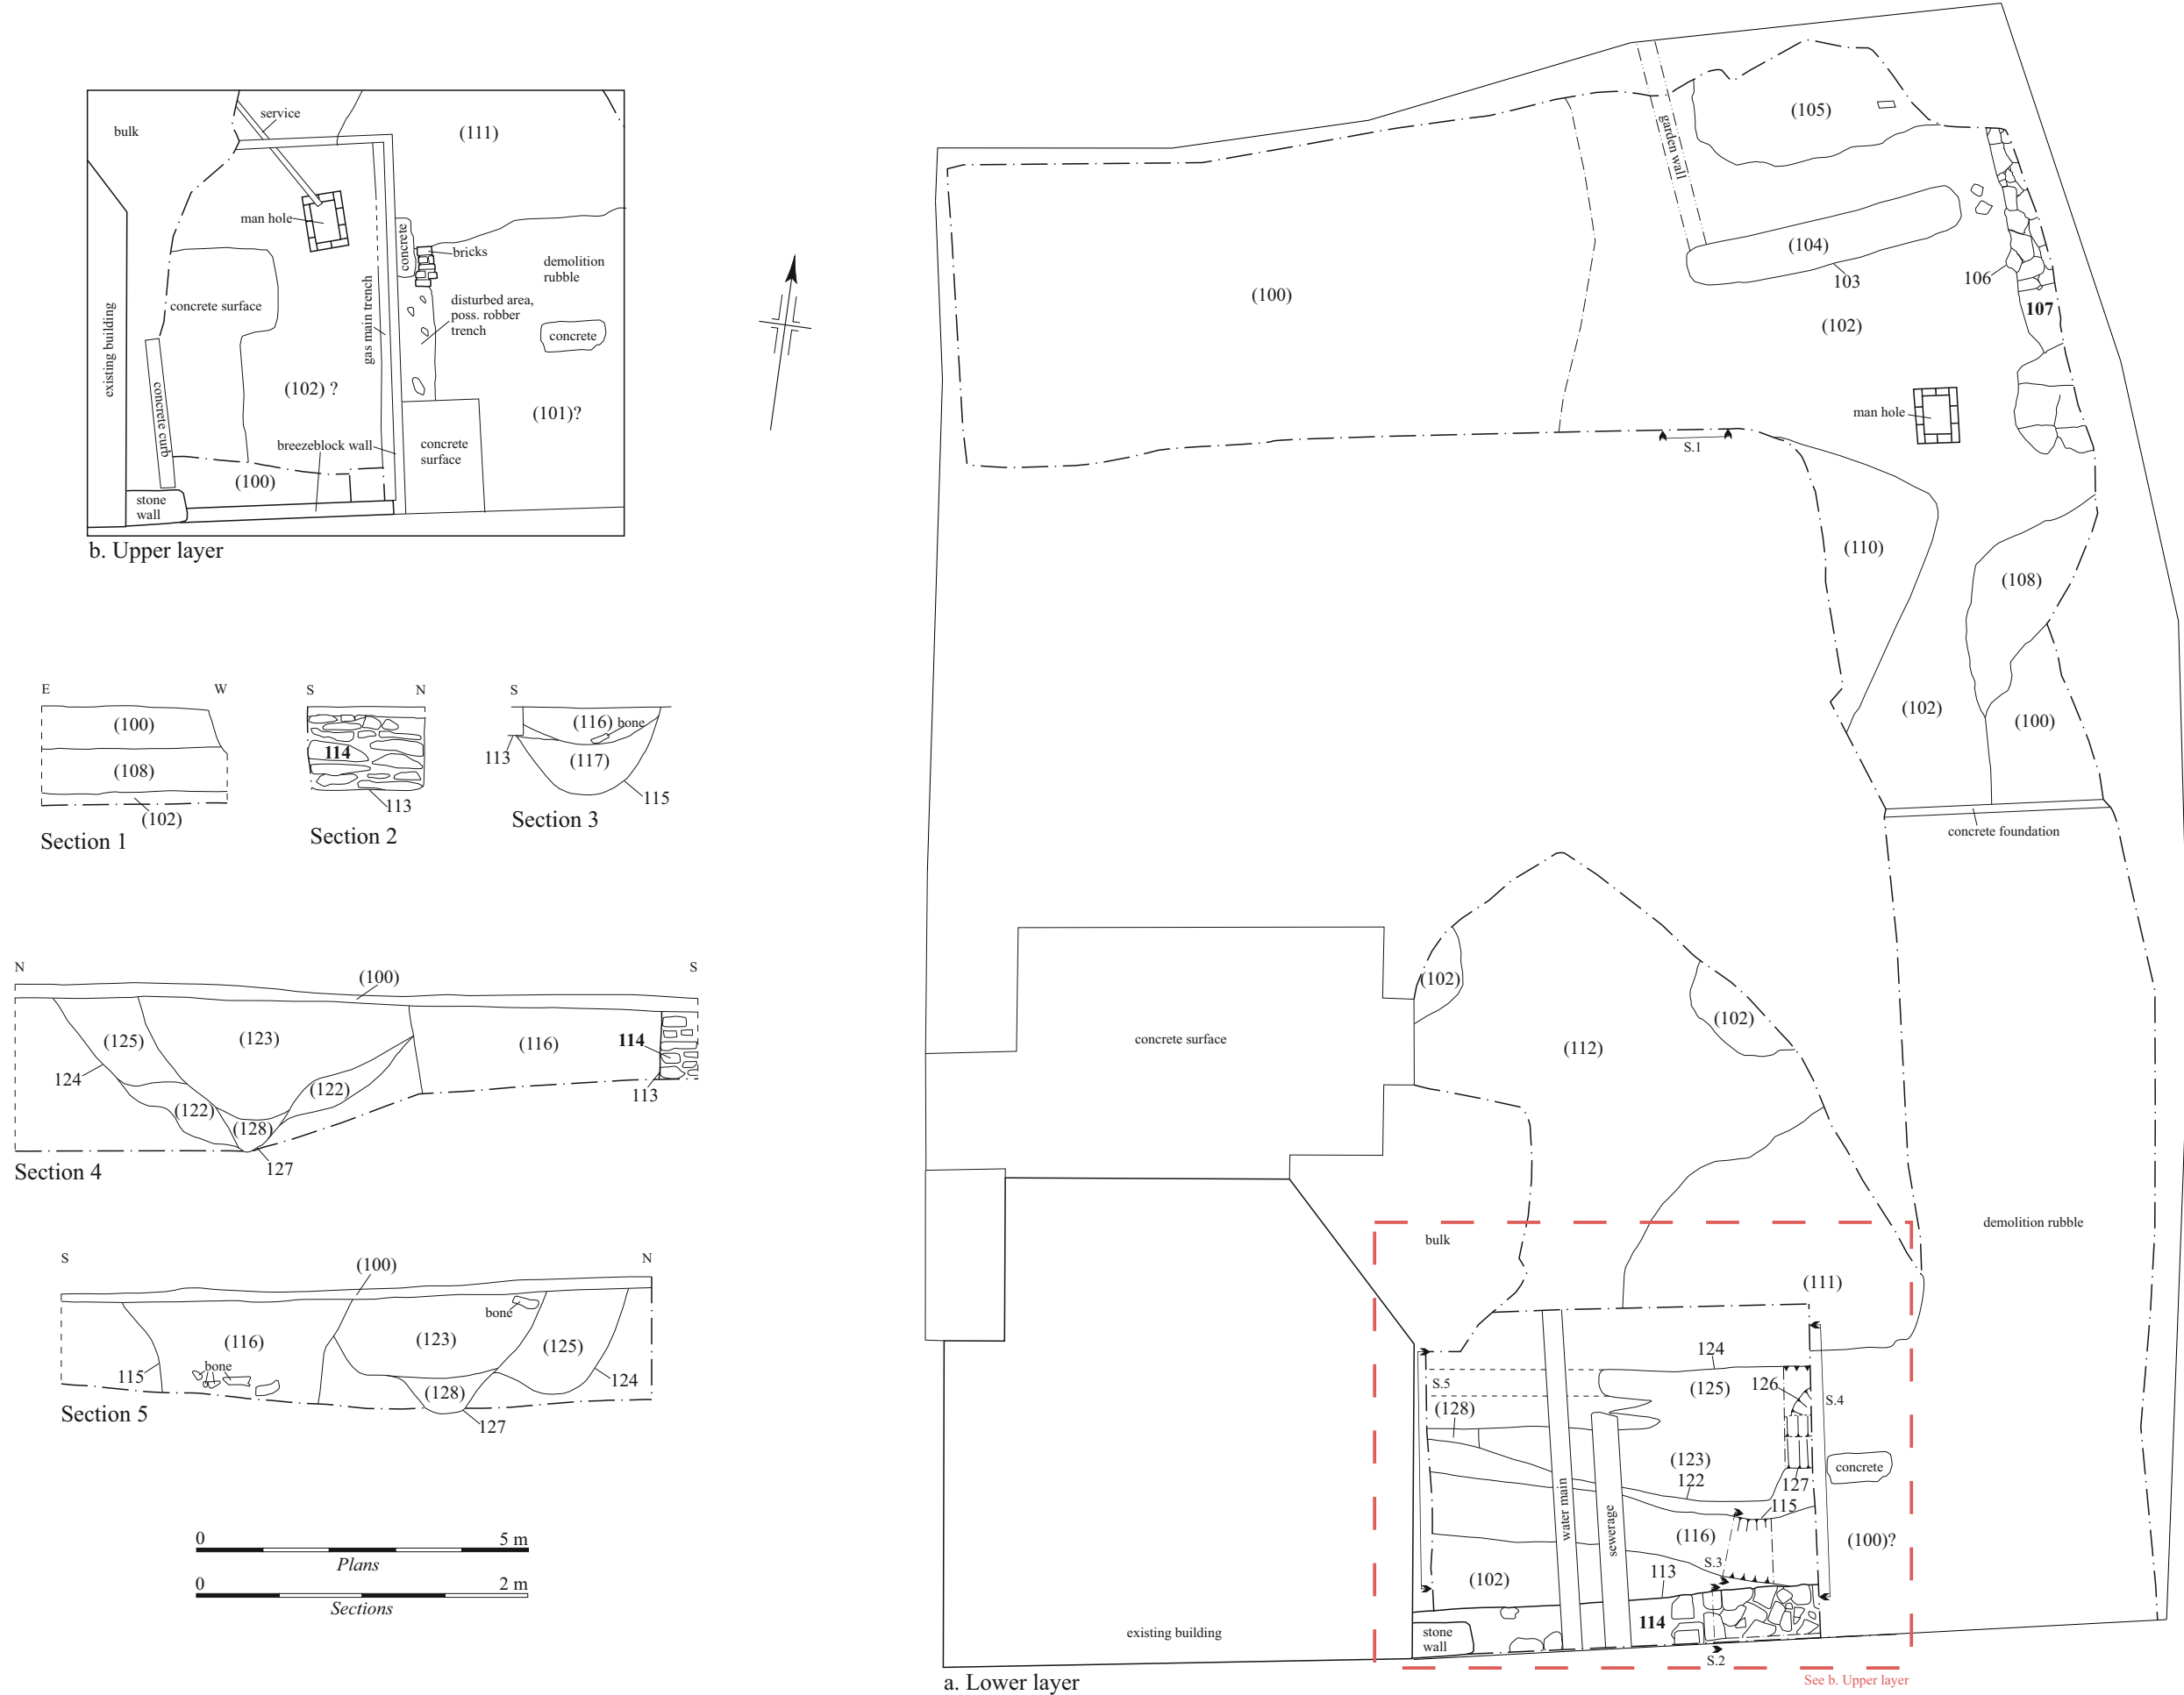 bulk
service
(111)
man hole
concrete
bricks
demolition
rubble
existing building
concrete surface
gas main trench
disturbed area,
poss. robber
trench
concrete
concrete curb
(102) ?
(101)?
breezeblock wall
concrete
surface
(100)
stone
wall
b. Upper layer
E
W
(100)
(108)
(102)
Section 1
S
N
114
113
Section 2
S
(116)
bone
113
(117)
115
Section 3
N
S
(100)
(125)
(123)
(116)
114
124
(122)
(122)
113
(128)
127
Section 4
S
N
(100)
bone
(116)
(123)
(125)
bone
115
(128)
124
127
Section 5
0
5 m
Plans
0
2 m
Sections
(105)
garden wall
(104)
103
106
107
(100)
(102)
man hole
S.1
(110)
(108)
(102)
(100)
concrete foundation
(102)
(102)
concrete surface
(112)
bulk
demolition rubble
(111)
124
S.5
(125)
126
S.4
(128)
(123)
122
concrete
127
water main
sewerage
115
(116)
(100)?
S.3
(102)
113
114
existing building
stone
wall
S.2
a. Lower layer
See b. Upper layer